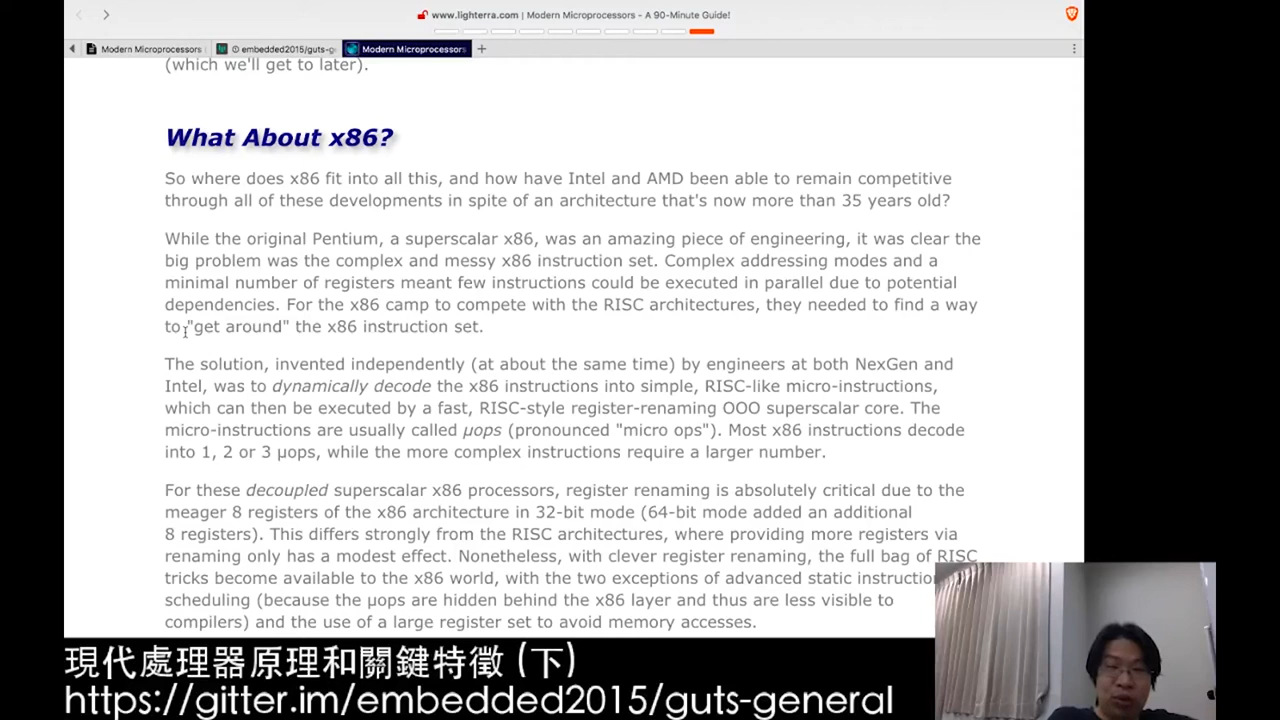 www.lighterra.com | Modern Microprocessors - A 90-Minute Guide!
Modern Microprocessors
embedded2015/guts-g
Modern Microprocessors
(which we'll get to later).
What About x86?
So where does x86 fit into all this, and how have Intel and AMD been able to remain competitive
through all of these developments in spite of an architecture that's now more than 35 years old?
While the original Pentium, a superscalar x86, was an amazing piece of engineering, it was clear the
big problem was the complex and messy x86 instruction set. Complex addressing modes and a
minimal number of registers meant few instructions could be executed in parallel due to potential
dependencies. For the x86 camp to compete with the RISC architectures, they needed to find a way
to "get around" the x86 instruction set.
The solution, invented independently (at about the same time) by engineers at both NexGen and
Intel, was to dynamically decode the x86 instructions into simple, RISC-like micro-instructions,
which can then be executed by a fast, RISC-style register-renaming OOO superscalar core. The
micro-instructions are usually called μops (pronounced "micro ops"). Most x86 instructions decode
into 1, 2 or 3 μops, while the more complex instructions require a larger number.
For these decoupled superscalar x86 processors, register renaming is absolutely critical due to the
meager 8 registers of the x86 architecture in 32-bit mode (64-bit mode added an additional
8 registers). This differs strongly from the RISC architectures, where providing more registers via
renaming only has a modest effect. Nonetheless, with clever register renaming, the full bag of RISC
tricks become available to the x86 world, with the two exceptions of advanced static instructio
scheduling (because the μops are hidden behind the x86 layer and thus are less visible to
compilers) and the use of a large register set to avoid memory accesses.
現代處理器原理和關鍵特徵 (下)
https://gitter.im/embedded2015/guts-general